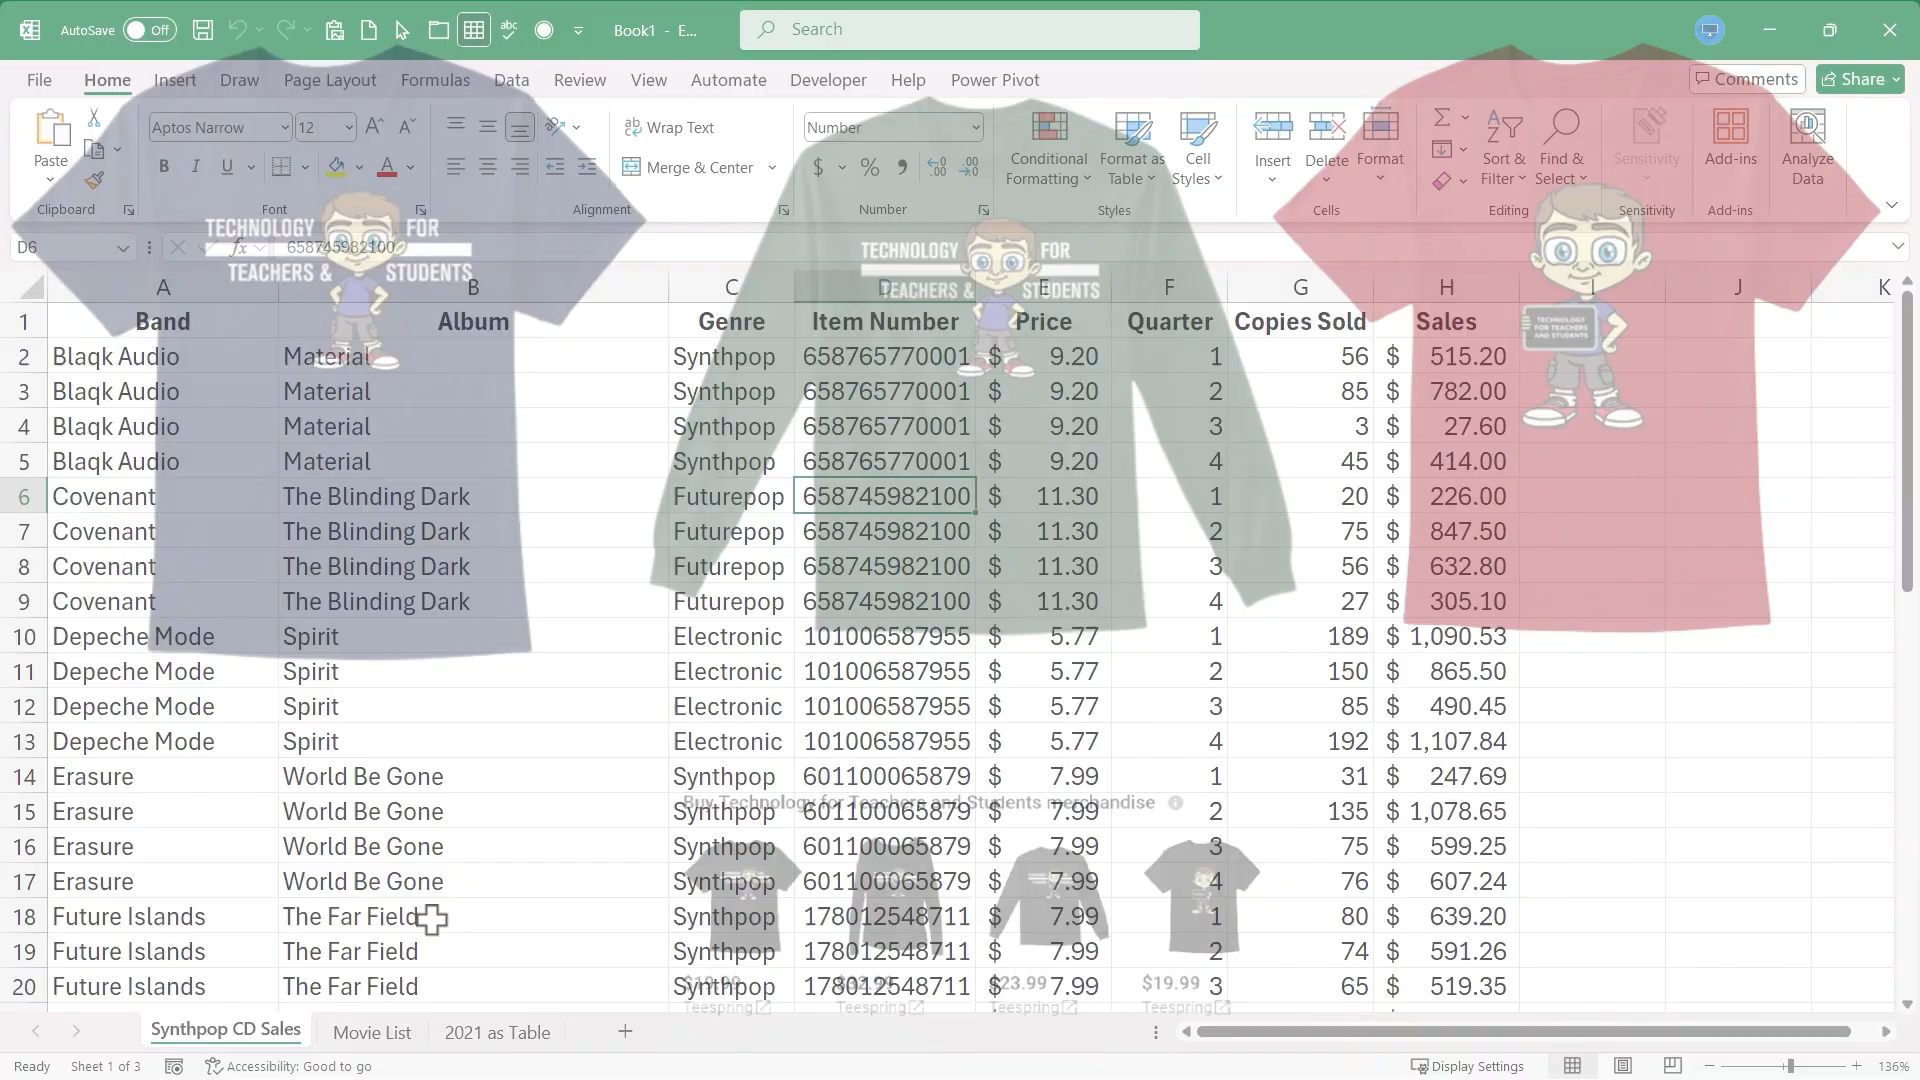 AutoSave Off Book1 - E... Search
File Home Insert Draw Page Layout Formulas Data Review View Automate Developer Help Power Pivot Comments Share
Paste Aptos Narrow 12 Wrap Text Number Conditional Formatting Format as Table Cell Styles Insert Delete Format Sort & Filter Find & Select Sensitivity Add-ins Analyze Data
B I U Merge & Center $ %
Clipboard Font Alignment Number Styles Cells Editing Sensitivity Add-ins
TECHNOLOGY FOR
TEACHERS & STUDENTS
TECHNOLOGY FOR
TEACHERS & STUDENTS
TECHNOLOGY
FOR TEACHERS
AND STUDENTS
D6 fx 658745982100
A B C D E F G H I J K
1 Band Album Genre Item Number Price Quarter Copies Sold Sales
2 Blaqk Audio Material Synthpop 658765770001 $ 9.20 1 56 $ 515.20
3 Blaqk Audio Material Synthpop 658765770001 $ 9.20 2 85 $ 782.00
4 Blaqk Audio Material Synthpop 658765770001 $ 9.20 3 3 $ 27.60
5 Blaqk Audio Material Synthpop 658765770001 $ 9.20 4 45 $ 414.00
6 Covenant The Blinding Dark Futurepop 658745982100 $ 11.30 1 20 $ 226.00
7 Covenant The Blinding Dark Futurepop 658745982100 $ 11.30 2 75 $ 847.50
8 Covenant The Blinding Dark Futurepop 658745982100 $ 11.30 3 56 $ 632.80
9 Covenant The Blinding Dark Futurepop 658745982100 $ 11.30 4 27 $ 305.10
10 Depeche Mode Spirit Electronic 101006587955 $ 5.77 1 189 $ 1,090.53
11 Depeche Mode Spirit Electronic 101006587955 $ 5.77 2 150 $ 865.50
12 Depeche Mode Spirit Electronic 101006587955 $ 5.77 3 85 $ 490.45
13 Depeche Mode Spirit Electronic 101006587955 $ 5.77 4 192 $ 1,107.84
14 Erasure World Be Gone Synthpop 601100065879 $ 7.99 1 31 $ 247.69
Buy Technology for Teachers and Students merchandise
15 Erasure World Be Gone Synthpop 601100065879 $ 7.99 2 135 $ 1,078.65
16 Erasure World Be Gone Synthpop 601100065879 $ 7.99 3 75 $ 599.25
17 Erasure World Be Gone Synthpop 601100065879 $ 7.99 4 76 $ 607.24
18 Future Islands The Far Field Synthpop 178012548711 $ 7.99 1 80 $ 639.20
19 Future Islands The Far Field Synthpop 178012548711 $ 7.99 2 74 $ 591.26
20 Future Islands The Far Field Synthpop 178012548711 $ 7.99 3 65 $ 519.35
$19.99 $23.99 $19.99
Teespring Teespring Teespring Teespring
Synthpop CD Sales Movie List 2021 as Table
Ready Sheet 1 of 3 Accessibility: Good to go Display Settings 136%